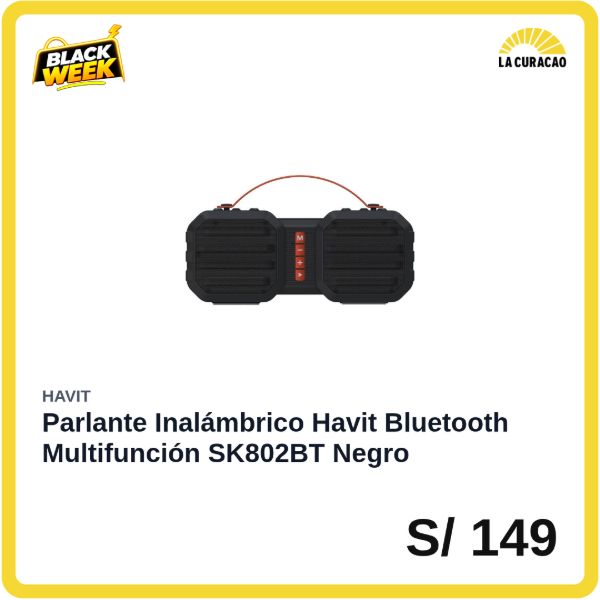 BLACK
WEEK
LA CURACAO
M
HAVIT
Parlante Inalámbrico Havit Bluetooth
Multifunción SK802BT Negro
S/ 149